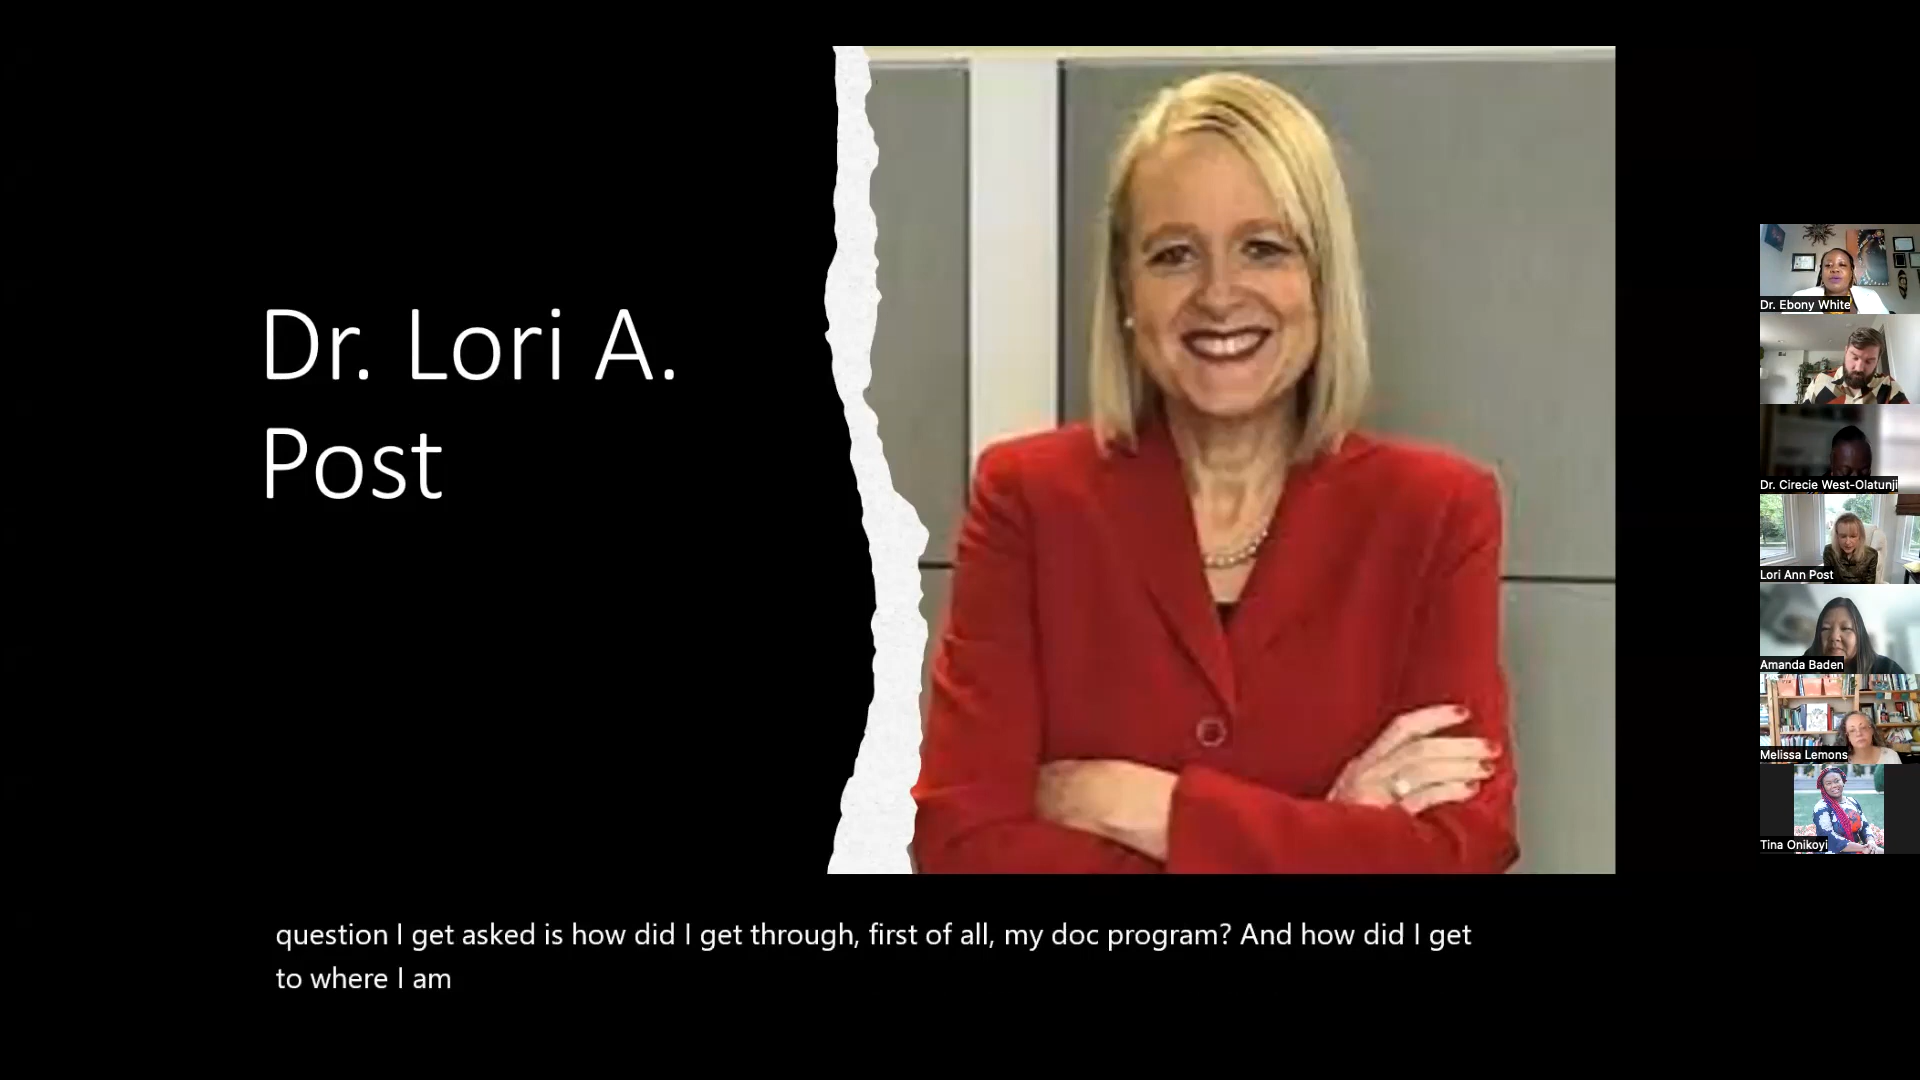 Dr. Lori A.
Post
question I get asked is how did I get through, first of all, my doc program? And how did I get
to where I am
Dr. Ebony White
Dr. Cirecie West-Olatunji
Lori Ann Post
Amanda Baden
Melissa Lemons
Tina Onikoyi